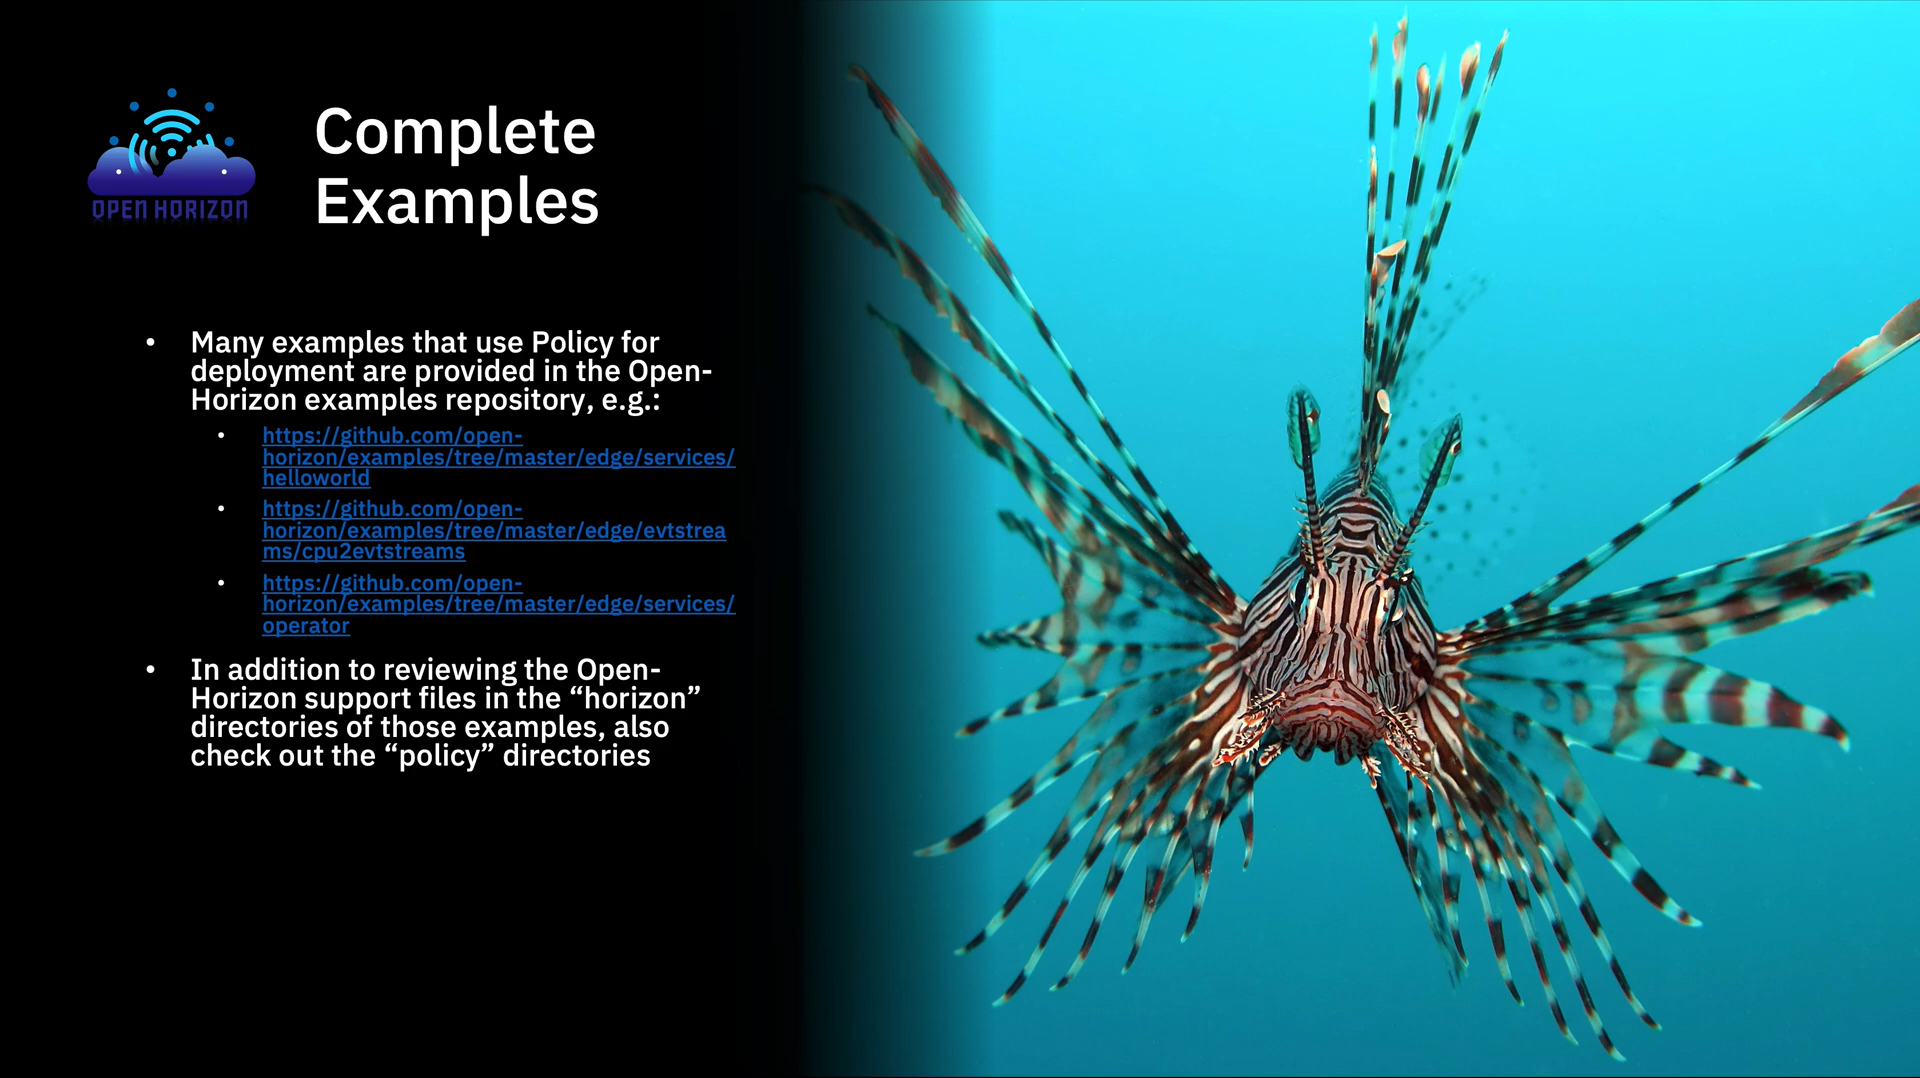 OPEN HORIZON
Complete
Examples
• Many examples that use Policy for
deployment are provided in the Open-
Horizon examples repository, e.g.:
• https://github.com/open-
horizon/examples/tree/master/edge/services/
helloworld
• https://github.com/open-
horizon/examples/tree/master/edge/evtstrea
ms/cpu2evtstreams
• https://github.com/open-
horizon/examples/tree/master/edge/services/
operator
• In addition to reviewing the Open-
Horizon support files in the “horizon”
directories of those examples, also
check out the “policy” directories